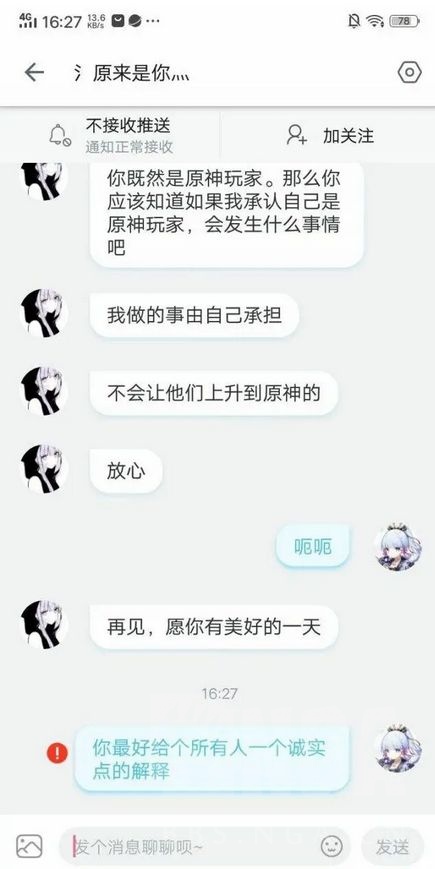 4G 16:27 13.6 KB/s 78
氵原来是你灬
不接收推送
通知正常接收
加关注
你既然是原神玩家。那么你
应该知道如果我承认自己是
原神玩家，会发生什么事情
吧
我做的事由自己承担
不会让他们上升到原神的
放心
呃呃
再见，愿你有美好的一天
16:27
你最好给个所有人一个诚实
点的解释
发个消息聊聊呗~
发送